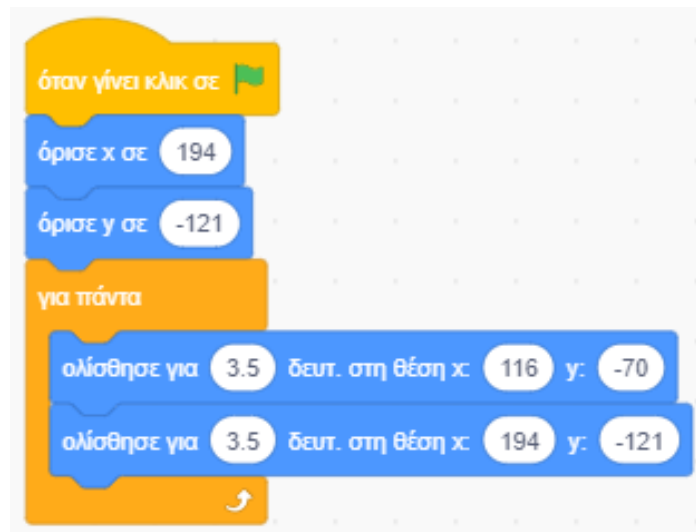 όταν γίνει κλικ σε
όρισε x σε 194
όρισε y σε -121
για πάντα
ολίσθησε για 3.5 δευτ. στη θέση x: 116 y: -70
ολίσθησε για 3.5 δευτ. στη θέση x: 194 y: -121